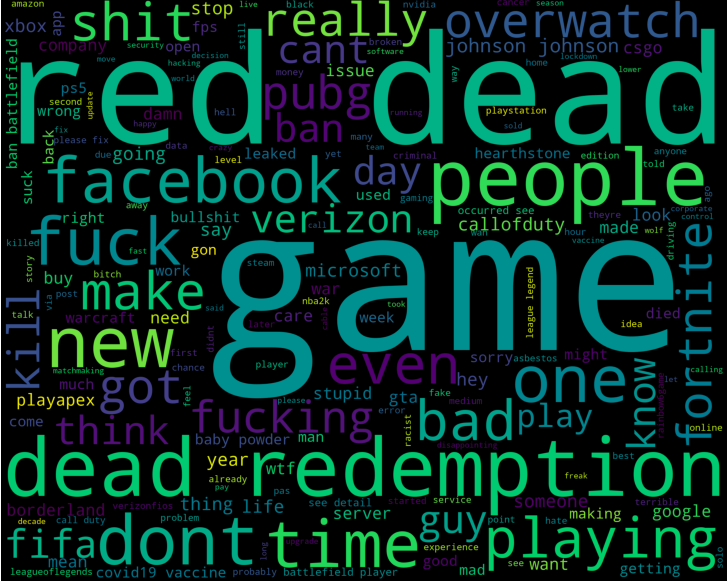 amazon
shit
stop
really
live
black
nvidia
cancer
season
overwatch
xbox
fps
security
still
broken
software
company
open
move
hacking
decision
cant
home
lockdown
lower
johnson johnson
csgo
red dead
ban battlefield
ps5
second
update
world
issue
money
running
way
wrong
damn
hell
pubg
playstation
sold
take
fix
please fix
happy
crazy
ban
many
team
back
due
going
data
leaked
yet
criminal
hearthstone
edition
told
anyone
suck
level
used
gaming
facebook
day
people
away
theyre
ago
corporate
control
right
bullshit
verizon
call
keep
occurred see
callofduty
made
look
wolf
fuck
say
killed
fast
gon
wan
hour
vaccine
driving
story
buy
bitch
work
steam
microsoft
game
league legend
kill
via
post
make
need
care
war
nba2k
took
idea
died
fortnite
talk
warcraft
said
week
later
came
new
first
chance
didnt
player
matchmaking
even
sorry
asbestos
might
calling
much
got
feel
hey
one
let
rainbow6game
playapex
stupid
gta
fake
medium
please
know
online
come
think
fucking
error
bad
play
baby powder
man
racist
disappointing
best
year
wtf
already
pay
freak
dead redemption
borderland
verizonfios
pas
see detail
started
service
someone
terrible
decade
call duty
thing life
server
guy
making
google
fifa
dont
problem
time
upgrade
long
point
hate
playing
experience
see
want
mean
good
leagueoflegends
covid19 vaccine
probably
battlefield player
mad
getting
solo